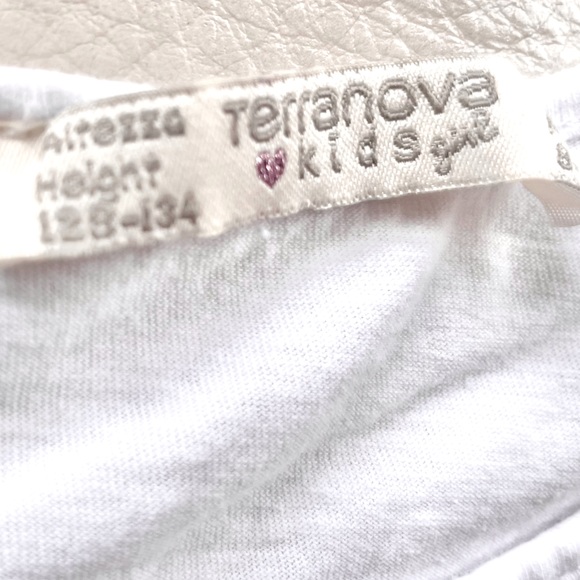 Altezza
Height
128-134
Terranova
kids girl